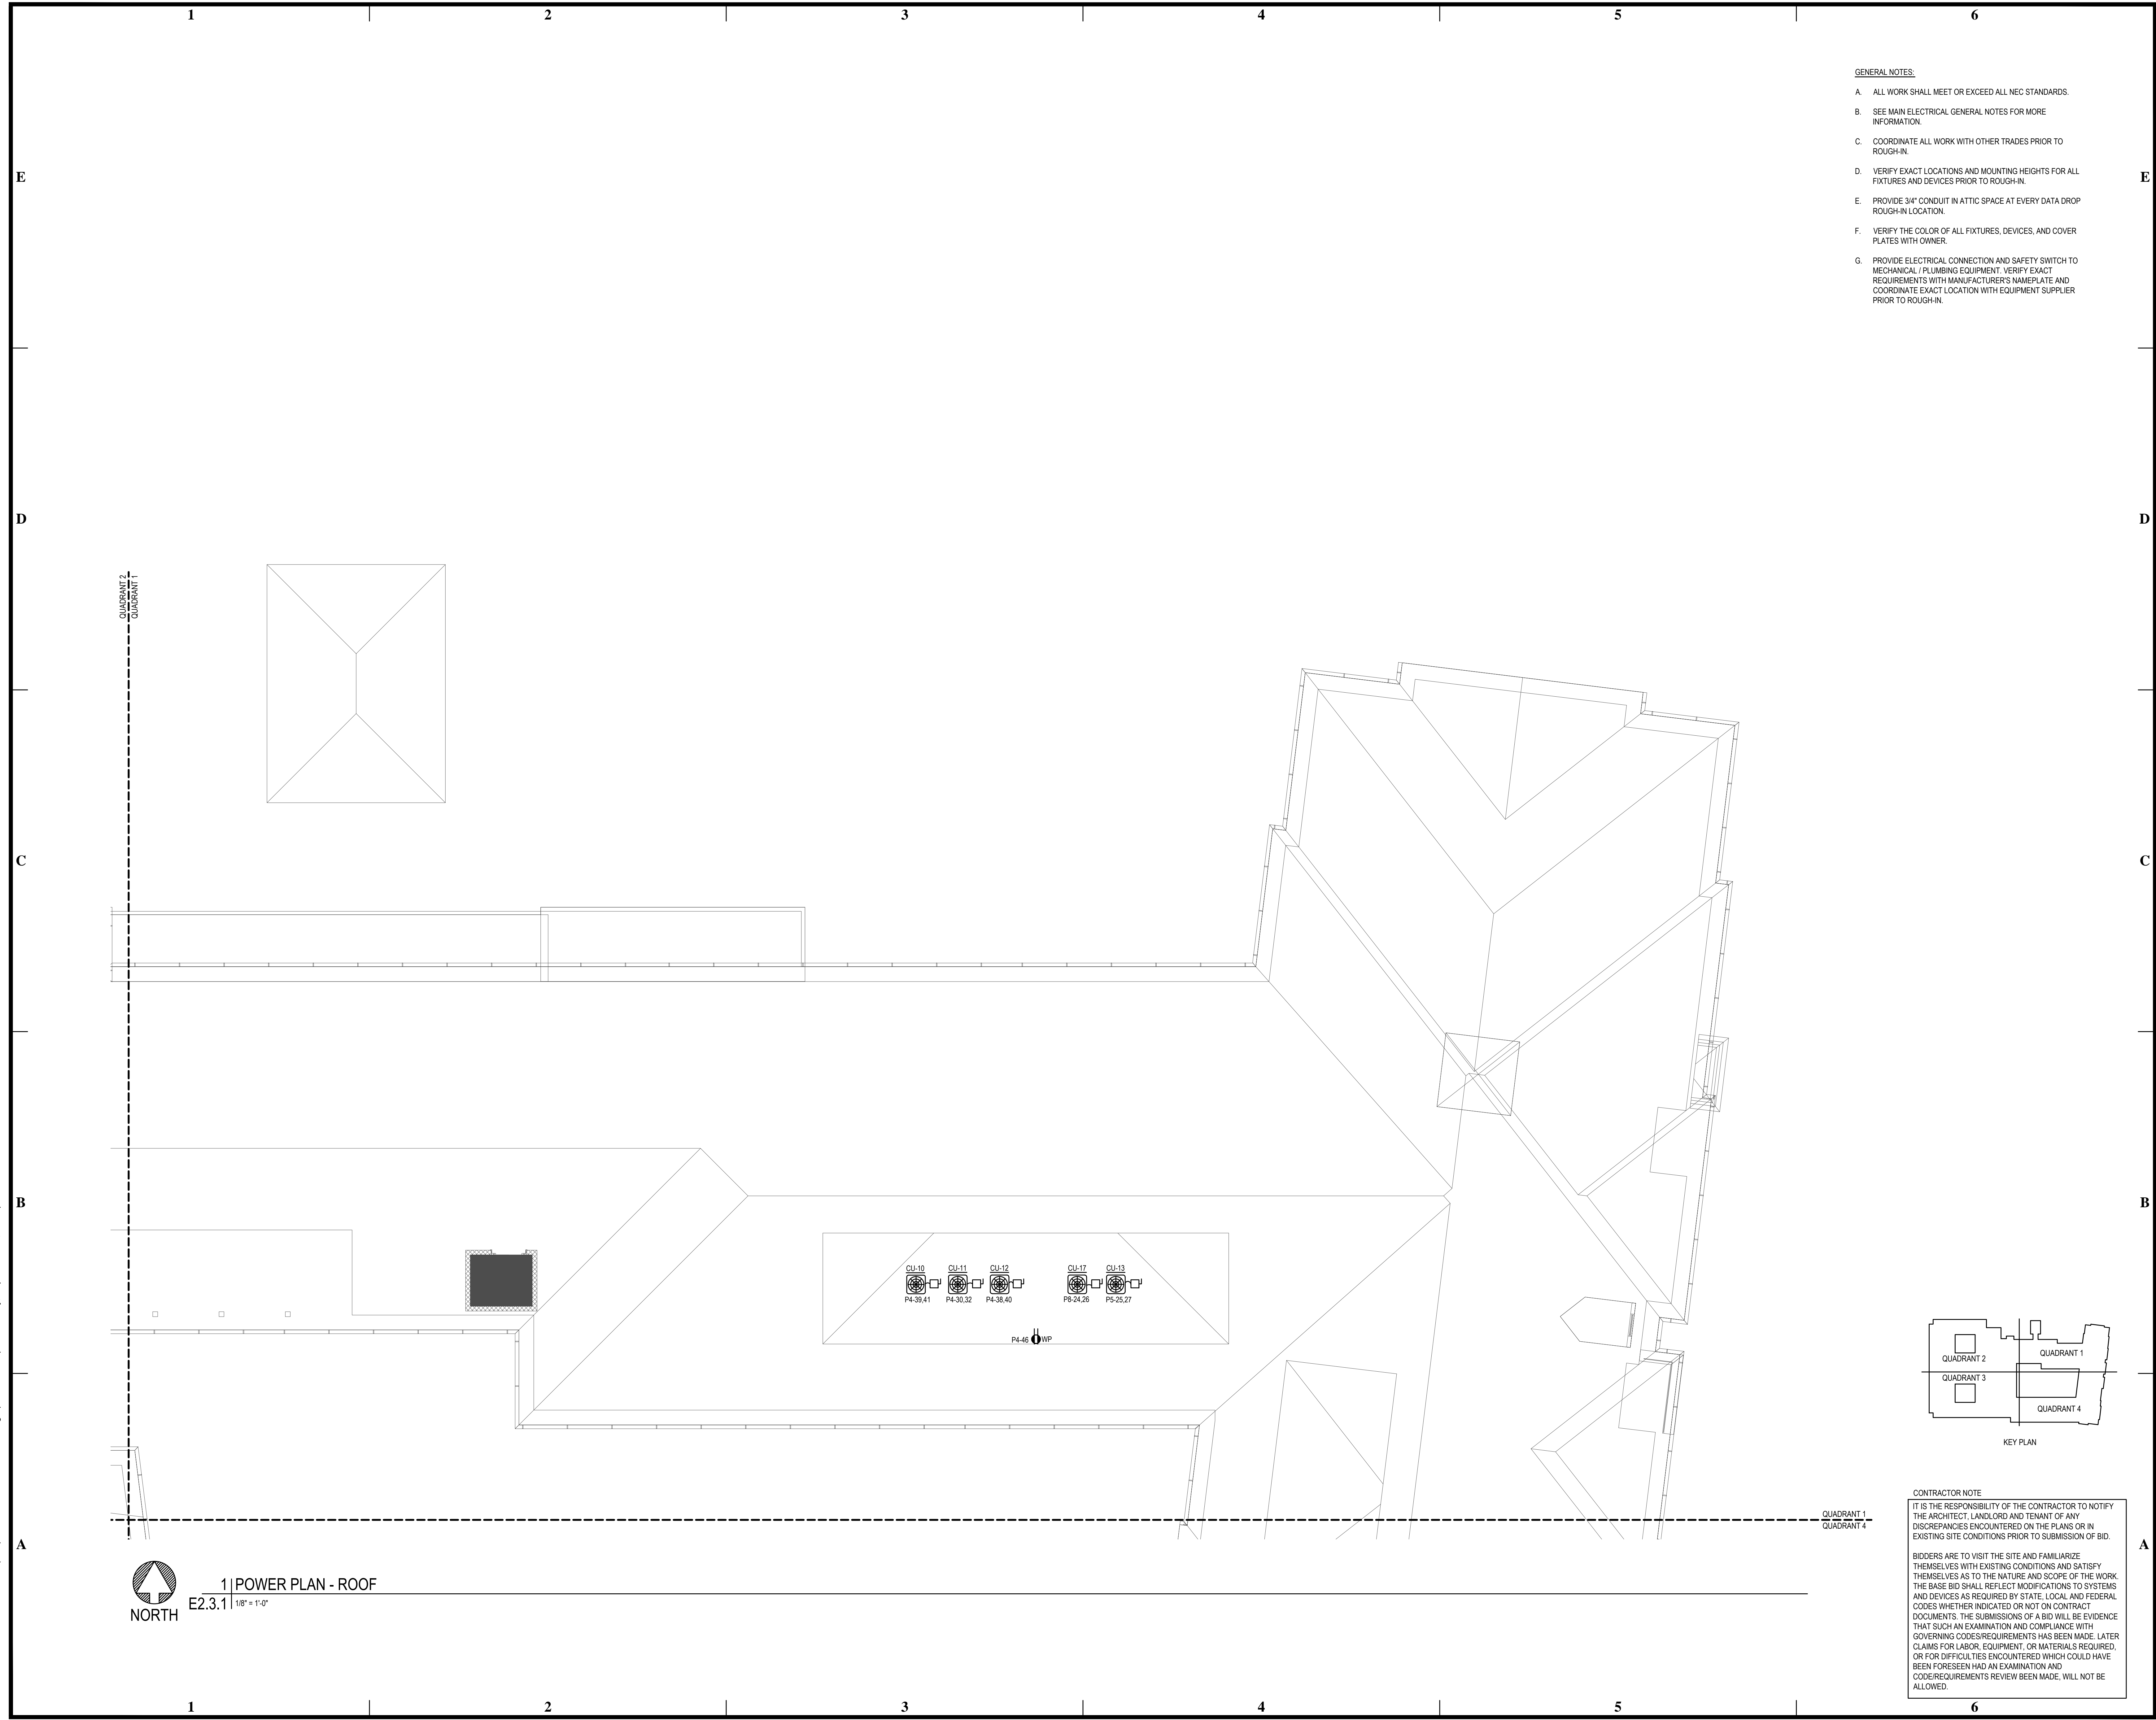 1 2 3 4 5 6
GENERAL NOTES:
A. ALL WORK SHALL MEET OR EXCEED ALL NEC STANDARDS.
B. SEE MAIN ELECTRICAL GENERAL NOTES FOR MORE
INFORMATION.
C. COORDINATE ALL WORK WITH OTHER TRADES PRIOR TO
ROUGH-IN.
D. VERIFY EXACT LOCATIONS AND MOUNTING HEIGHTS FOR ALL
FIXTURES AND DEVICES PRIOR TO ROUGH-IN.
E. PROVIDE 3/4" CONDUIT IN ATTIC SPACE AT EVERY DATA DROP
ROUGH-IN LOCATION.
F. VERIFY THE COLOR OF ALL FIXTURES, DEVICES, AND COVER
PLATES WITH OWNER.
G. PROVIDE ELECTRICAL CONNECTION AND SAFETY SWITCH TO
MECHANICAL / PLUMBING EQUIPMENT. VERIFY EXACT
REQUIREMENTS WITH MANUFACTURER'S NAMEPLATE AND
COORDINATE EXACT LOCATION WITH EQUIPMENT SUPPLIER
PRIOR TO ROUGH-IN.
E E
D D
QUADRANT 2
QUADRANT 1
C C
B B
CU-10 CU-11 CU-12 CU-17 CU-13
P4-39,41 P4-30,32 P4-38,40 P8-24,26 P5-25,27
P4-46 WP
QUADRANT 2 QUADRANT 1
QUADRANT 3
QUADRANT 4
KEY PLAN
QUADRANT 1
QUADRANT 4
A A
NORTH
1 POWER PLAN - ROOF
E2.3.1 1/8" = 1'-0"
CONTRACTOR NOTE
IT IS THE RESPONSIBILITY OF THE CONTRACTOR TO NOTIFY
THE ARCHITECT, LANDLORD AND TENANT OF ANY
DISCREPANCIES ENCOUNTERED ON THE PLANS OR IN
EXISTING SITE CONDITIONS PRIOR TO SUBMISSION OF BID.
BIDDERS ARE TO VISIT THE SITE AND FAMILIARIZE
THEMSELVES WITH EXISTING CONDITIONS AND SATISFY
THEMSELVES AS TO THE NATURE AND SCOPE OF THE WORK.
THE BASE BID SHALL REFLECT MODIFICATIONS TO SYSTEMS
AND DEVICES AS REQUIRED BY STATE, LOCAL AND FEDERAL
CODES WHETHER INDICATED OR NOT ON CONTRACT
DOCUMENTS. THE SUBMISSIONS OF A BID WILL BE EVIDENCE
THAT SUCH AN EXAMINATION AND COMPLIANCE WITH
GOVERNING CODES/REQUIREMENTS HAS BEEN MADE. LATER
CLAIMS FOR LABOR, EQUIPMENT, OR MATERIALS REQUIRED,
OR FOR DIFFICULTIES ENCOUNTERED WHICH COULD HAVE
BEEN FORESEEN HAD AN EXAMINATION AND
CODE/REQUIREMENTS REVIEW BEEN MADE, WILL NOT BE
ALLOWED.
1 2 3 4 5 6